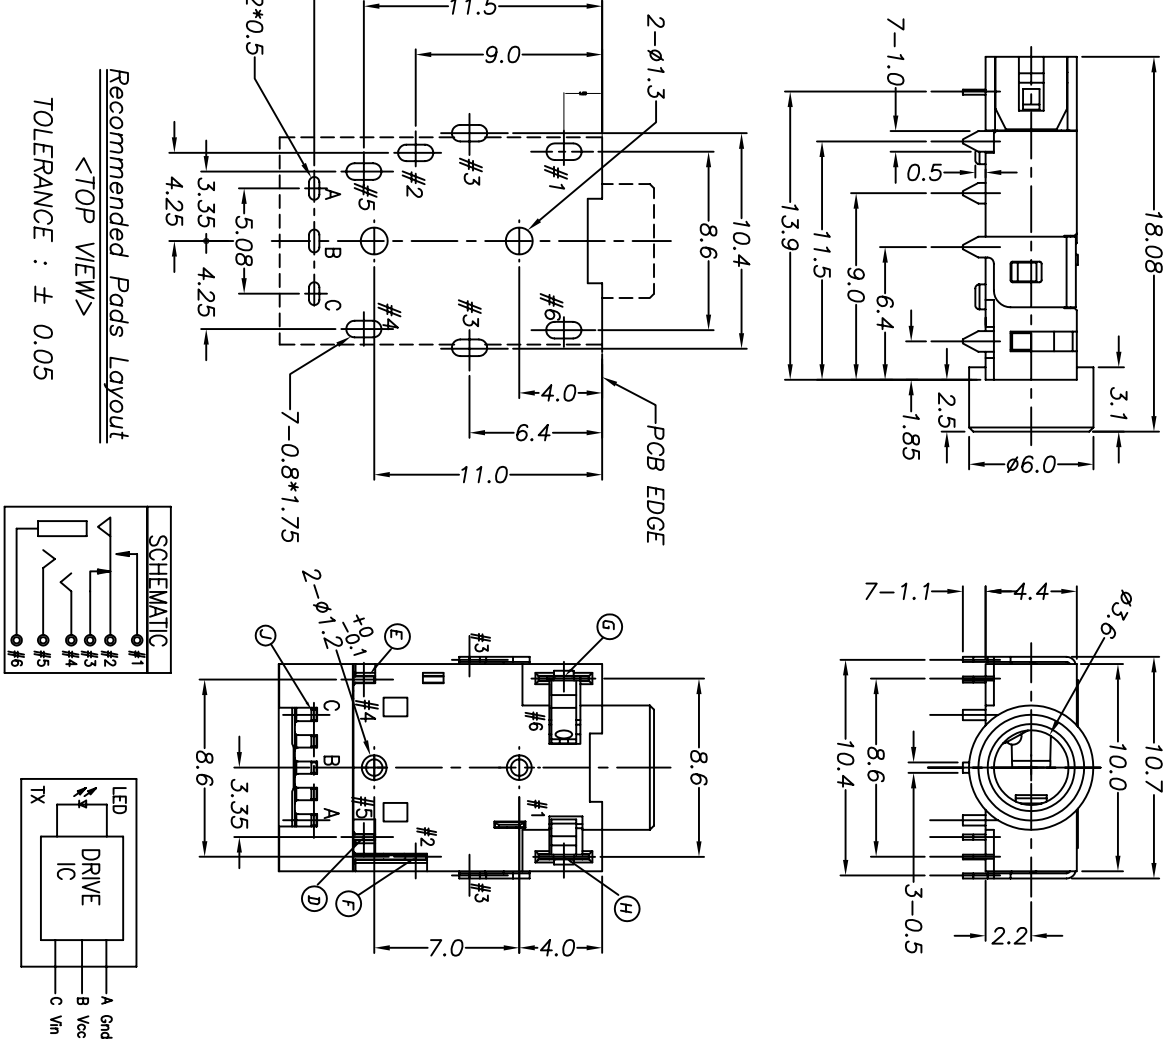 11.5
9.0
2-ø1.3
2*0.5
#3
#1
#2
#5
A
B
C
5.08
3.35
4.25
4.25
8.6
10.4
#4
#3
#6
4.0
6.4
11.0
7-0.8*1.75
PCB EDGE
Recommended Pads Layout
<TOP VIEW>
TOLERANCE : ± 0.05
7-1.0
0.5
13.9
11.5
9.0
6.4
18.08
3.1
2.5
1.85
ø6.0
SCHEMATIC
#1
#2
#3
#4
#5
#6
2-ø1.2 +0 -0.1
J
E
G
#3
#4
#6
C
B
A
8.6
3.35
8.6
#5
#2
#1
#3
D
F
H
7.0
4.0
7-1.1
4.4
ø3.6
10.4
8.6
10.0
10.7
3-0.5
2.2
LED
TX
DRIVE
IC
A Gnd
B Vcc
C Vin